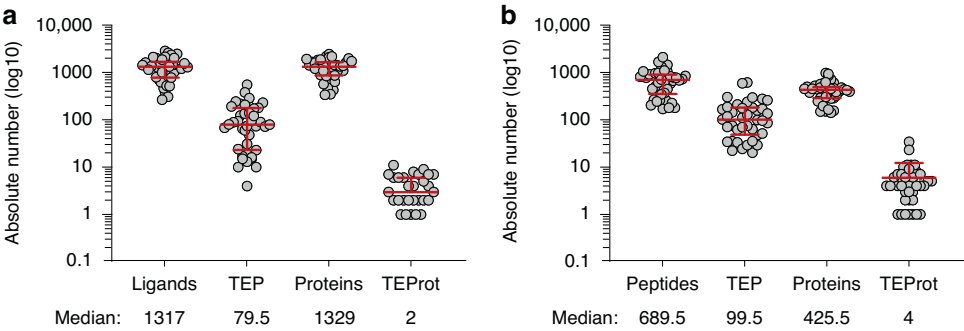 a
Absolute number (log10)
10,000
1000
100
10
1
0.1
Ligands TEP Proteins TEProt
Median: 1317 79.5 1329 2
b
Absolute number (log10)
10,000
1000
100
10
1
0.1
Peptides TEP Proteins TEProt
Median: 689.5 99.5 425.5 4